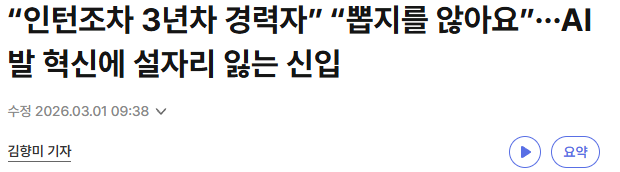 “인턴조차 3년차 경력자” “뽑지를 않아요”…AI
발 혁신에 설자리 잃는 신입
수정 2026.03.01 09:38
김향미 기자
요약